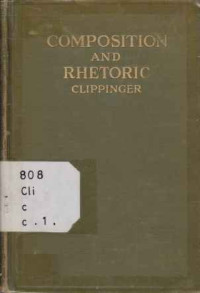 COMPOSITION
AND
RHETORIC
CLIPPINGER
808
Cli
c
c.1.